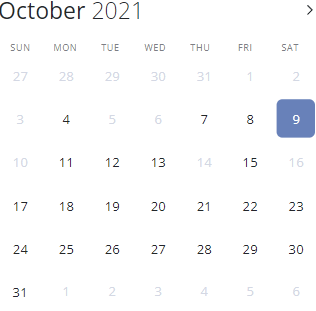 October 2021
SUN MON TUE WED THU FRI SAT
27 28 29 30 31 1 2
3 4 5 6 7 8 9
10 11 12 13 14 15 16
17 18 19 20 21 22 23
24 25 26 27 28 29 30
31 1 2 3 4 5 6